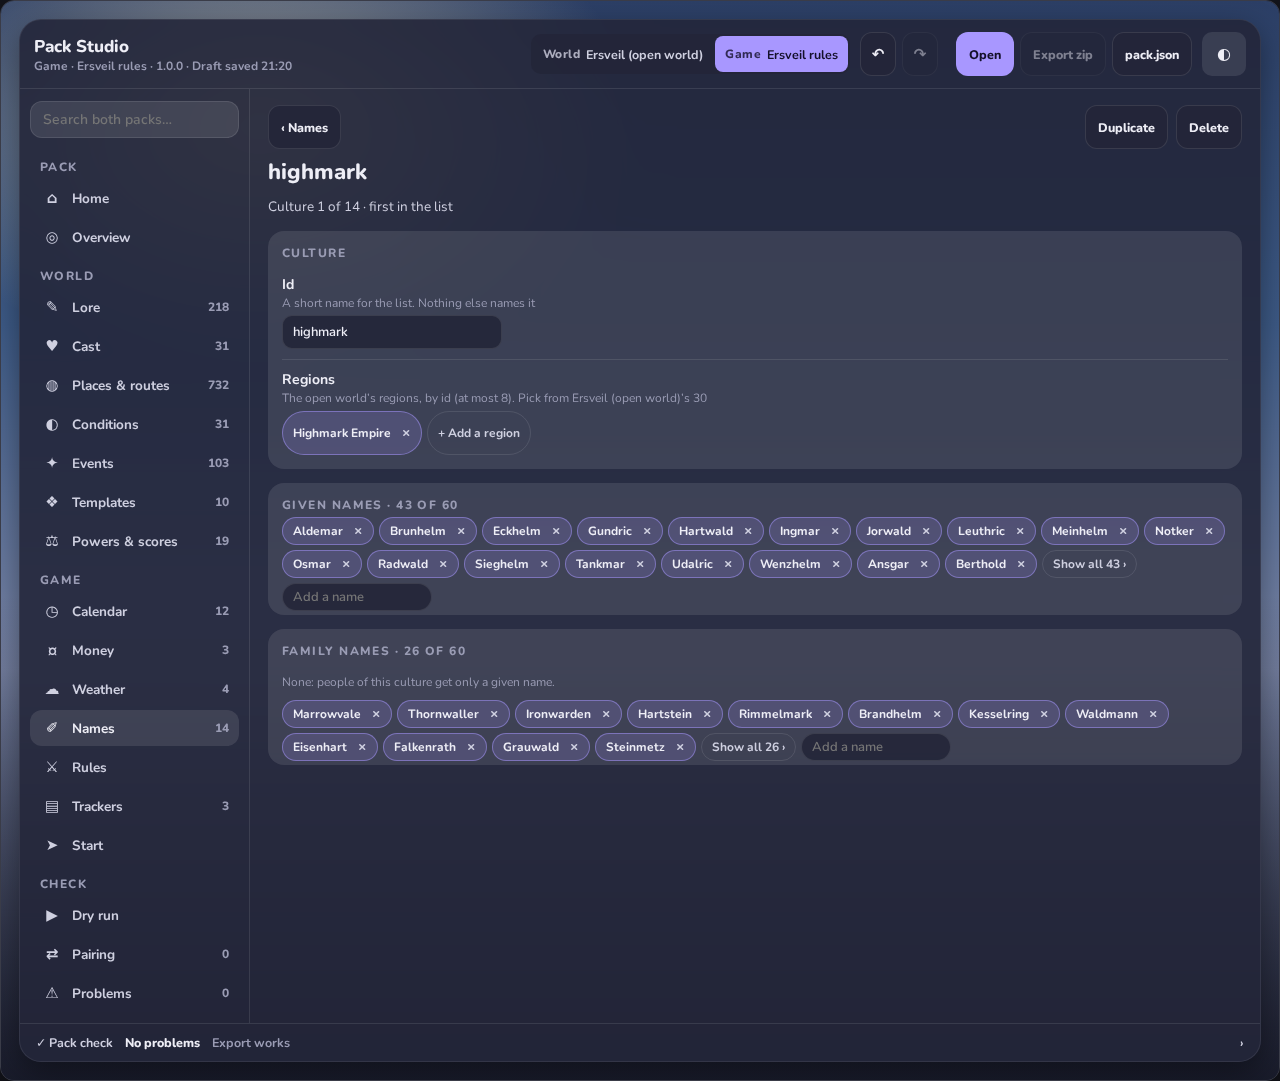 Pack Studio
Game · Ersveil rules · 1.0.0 · Draft saved 21:20
World Ersveil (open world) Game Ersveil rules
Open Export zip pack.json
Search both packs...
PACK
Home
Overview
WORLD
Lore 218
Cast 31
Places & routes 732
Conditions 31
Events 103
Templates 10
Powers & scores 19
GAME
Calendar 12
Money 3
Weather 4
Names 14
Rules
Trackers 3
Start
CHECK
Dry run
Pairing 0
Problems 0
‹ Names
Duplicate Delete
highmark
Culture 1 of 14 · first in the list
CULTURE
Id
A short name for the list. Nothing else names it
highmark
Regions
The open world's regions, by id (at most 8). Pick from Ersveil (open world)'s 30
Highmark Empire × + Add a region
GIVEN NAMES · 43 OF 60
Aldemar × Brunhelm × Eckhelm × Gundric × Hartwald × Ingmar × Jorwald × Leuthric × Meinhelm × Notker ×
Osmar × Radwald × Sieghelm × Tankmar × Udalric × Wenzhelm × Ansgar × Berthold × Show all 43 ›
Add a name
FAMILY NAMES · 26 OF 60
None: people of this culture get only a given name.
Marrowvale × Thornwaller × Ironwarden × Hartstein × Rimmelmark × Brandhelm × Kesselring × Waldmann ×
Eisenhart × Falkenrath × Grauwald × Steinmetz × Show all 26 › Add a name
✓ Pack check No problems Export works ›